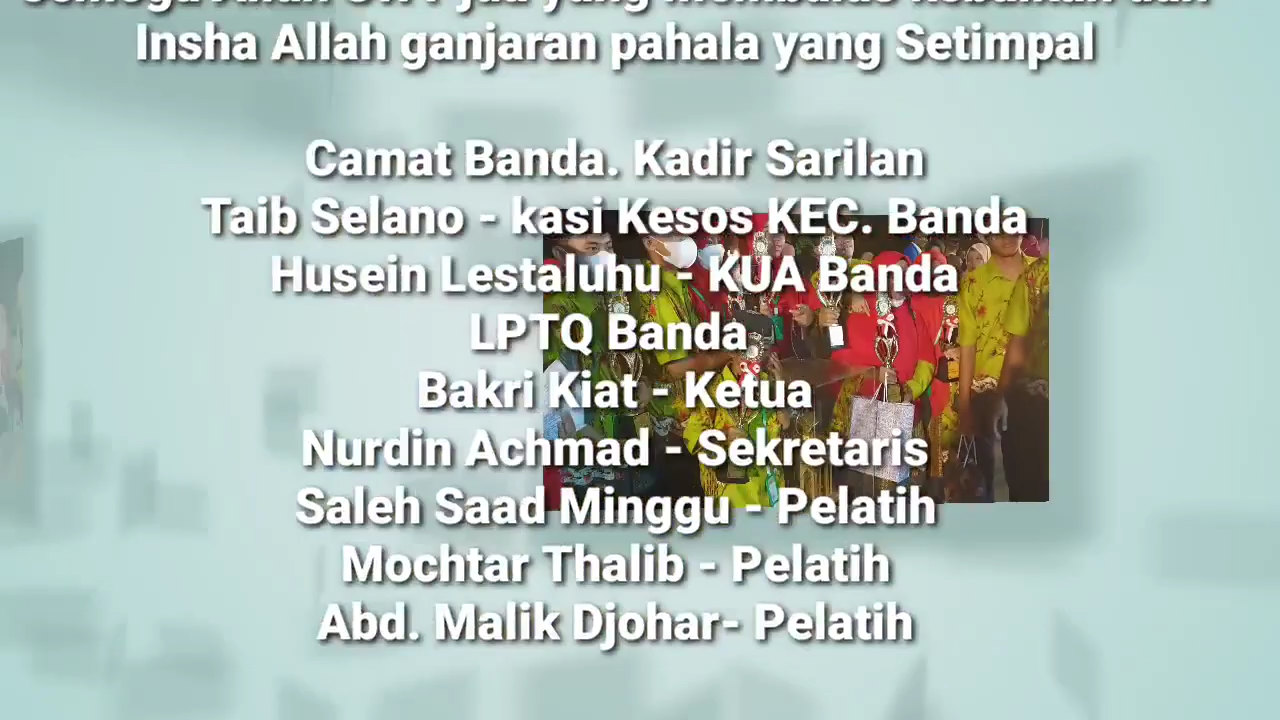 Insha Allah ganjaran pahala yang Setimpal
Camat Banda. Kadir Sarilan
Taib Selano - kasi Kesos KEC. Banda
Husein Lestaluhu - KUA Banda
LPTQ Banda
Bakri Kiat - Ketua
Nurdin Achmad - Sekretaris
Saleh Saad Minggu - Pelatih
Mochtar Thalib - Pelatih
Abd. Malik Djohar- Pelatih